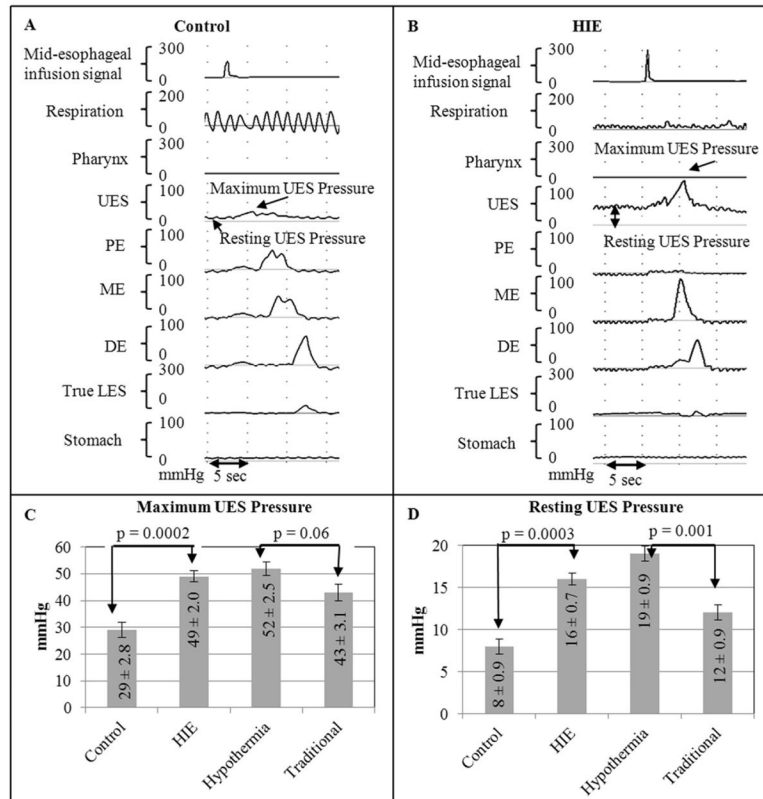 A
Control
Mid-esophageal
infusion signal
300
0
Respiration
200
0
Pharynx
300
0
UES
100
0
Maximum UES Pressure
Resting UES Pressure
PE
100
0
ME
100
0
DE
100
0
True LES
300
0
Stomach
100
0
mmHg
5 sec
B
HIE
Mid-esophageal
infusion signal
300
0
Respiration
200
0
Pharynx
300
0
Maximum UES Pressure
UES
100
0
Resting UES Pressure
PE
100
0
ME
100
0
DE
100
0
True LES
300
0
Stomach
100
0
mmHg
5 sec
C
Maximum UES Pressure
p = 0.0002
p = 0.06
mmHg
60
50
40
30
20
10
0
29 ± 2.8
49 ± 2.0
52 ± 2.5
43 ± 3.1
Control
HIE
Hypothermia
Traditional
D
Resting UES Pressure
p = 0.0003
p = 0.001
mmHg
20
15
10
5
0
8 ± 0.9
16 ± 0.7
19 ± 0.9
12 ± 0.9
Control
HIE
Hypothermia
Traditional